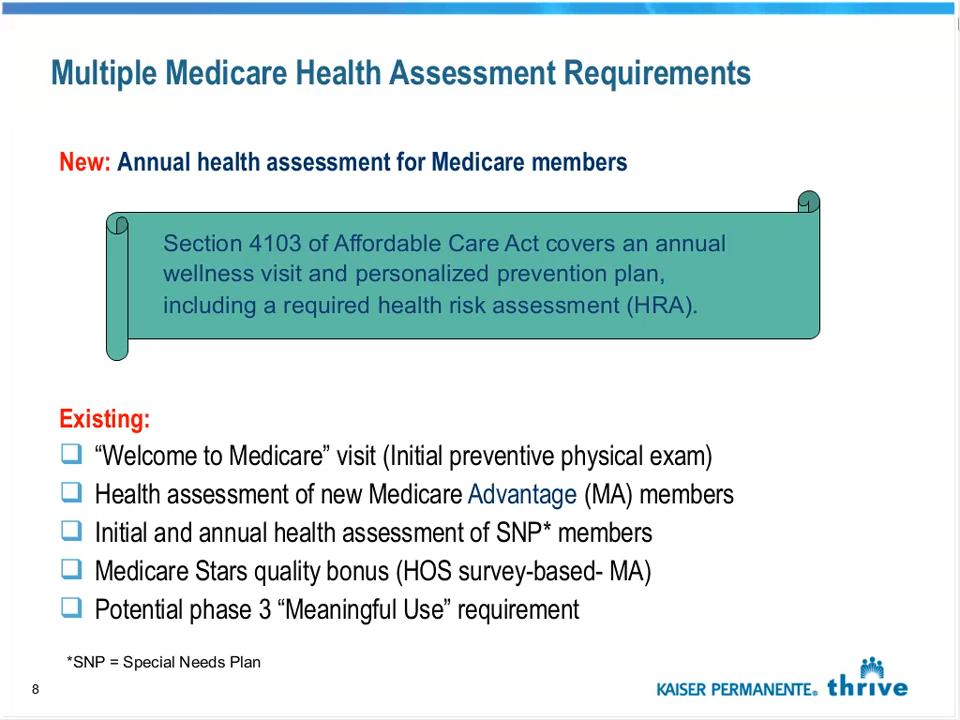 Multiple Medicare Health Assessment Requirements
New: Annual health assessment for Medicare members
Section 4103 of Affordable Care Act covers an annual
wellness visit and personalized prevention plan,
including a required health risk assessment (HRA).
Existing:
“Welcome to Medicare” visit (Initial preventive physical exam)
Health assessment of new Medicare Advantage (MA) members
Initial and annual health assessment of SNP* members
Medicare Stars quality bonus (HOS survey-based- MA)
Potential phase 3 “Meaningful Use” requirement
*SNP = Special Needs Plan
8
KAISER PERMANENTE® thrive